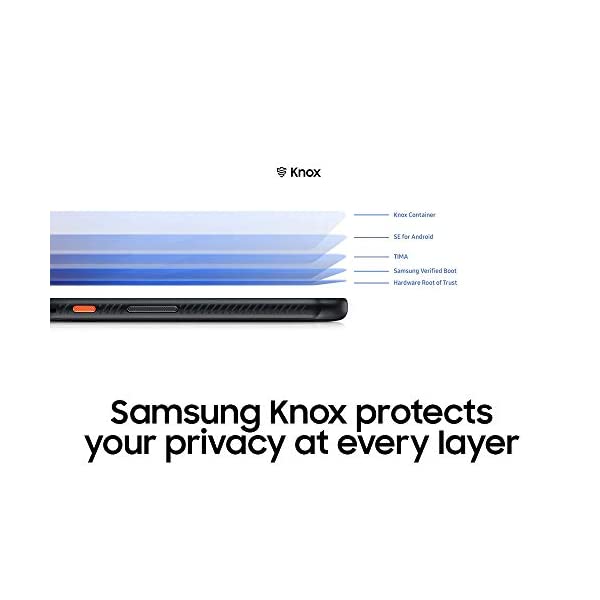 Knox
Knox Container
SE for Android
TIMA
Samsung Verified Boot
Hardware Root of Trust
Samsung Knox protects
your privacy at every layer